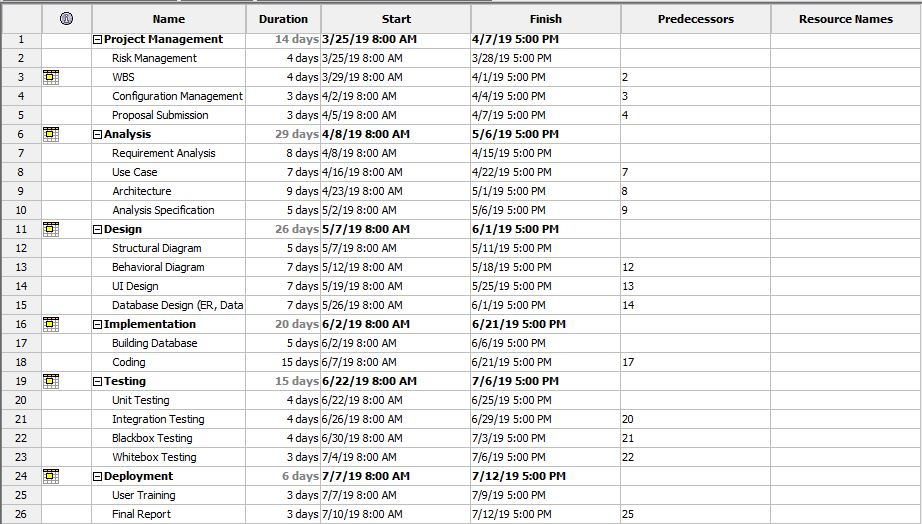 Name Duration Start Finish Predecessors Resource Names
1 Project Management 14 days 3/25/19 8:00 AM 4/7/19 5:00 PM
2 Risk Management 4 days 3/25/19 8:00 AM 3/28/19 5:00 PM
3 WBS 4 days 3/29/19 8:00 AM 4/1/19 5:00 PM 2
4 Configuration Management 3 days 4/2/19 8:00 AM 4/4/19 5:00 PM 3
5 Proposal Submission 3 days 4/5/19 8:00 AM 4/7/19 5:00 PM 4
6 Analysis 29 days 4/8/19 8:00 AM 5/6/19 5:00 PM
7 Requirement Analysis 8 days 4/8/19 8:00 AM 4/15/19 5:00 PM
8 Use Case 7 days 4/16/19 8:00 AM 4/22/19 5:00 PM 7
9 Architecture 9 days 4/23/19 8:00 AM 5/1/19 5:00 PM 8
10 Analysis Specification 5 days 5/2/19 8:00 AM 5/6/19 5:00 PM 9
11 Design 26 days 5/7/19 8:00 AM 6/1/19 5:00 PM
12 Structural Diagram 5 days 5/7/19 8:00 AM 5/11/19 5:00 PM
13 Behavioral Diagram 7 days 5/12/19 8:00 AM 5/18/19 5:00 PM 12
14 UI Design 7 days 5/19/19 8:00 AM 5/25/19 5:00 PM 13
15 Database Design (ER, Data 7 days 5/26/19 8:00 AM 6/1/19 5:00 PM 14
16 Implementation 20 days 6/2/19 8:00 AM 6/21/19 5:00 PM
17 Building Database 5 days 6/2/19 8:00 AM 6/6/19 5:00 PM
18 Coding 15 days 6/7/19 8:00 AM 6/21/19 5:00 PM 17
19 Testing 15 days 6/22/19 8:00 AM 7/6/19 5:00 PM
20 Unit Testing 4 days 6/22/19 8:00 AM 6/25/19 5:00 PM
21 Integration Testing 4 days 6/26/19 8:00 AM 6/29/19 5:00 PM 20
22 Blackbox Testing 4 days 6/30/19 8:00 AM 7/3/19 5:00 PM 21
23 Whitebox Testing 3 days 7/4/19 8:00 AM 7/6/19 5:00 PM 22
24 Deployment 6 days 7/7/19 8:00 AM 7/12/19 5:00 PM
25 User Training 3 days 7/7/19 8:00 AM 7/9/19 5:00 PM
26 Final Report 3 days 7/10/19 8:00 AM 7/12/19 5:00 PM 25